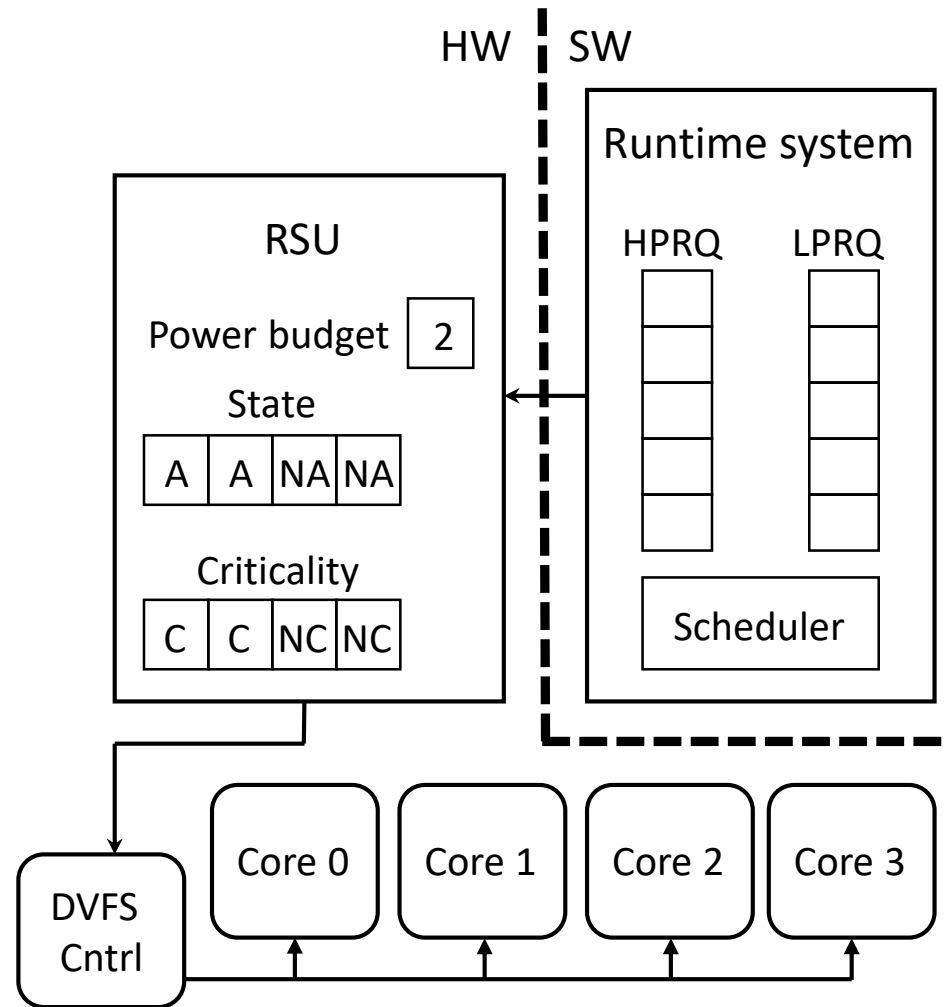 HW
SW
Runtime system
HPRQ
LPRQ
Scheduler
RSU
Power budget 2
State
A A NA NA
Criticality
C C NC NC
DVFS
Cntrl
Core 0
Core 1
Core 2
Core 3